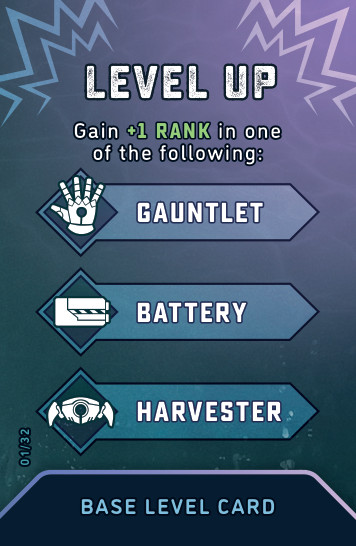 LEVEL UP
Gain +1 RANK in one
of the following:
GAUNTLET
BATTERY
HARVESTER
01/32
BASE LEVEL CARD